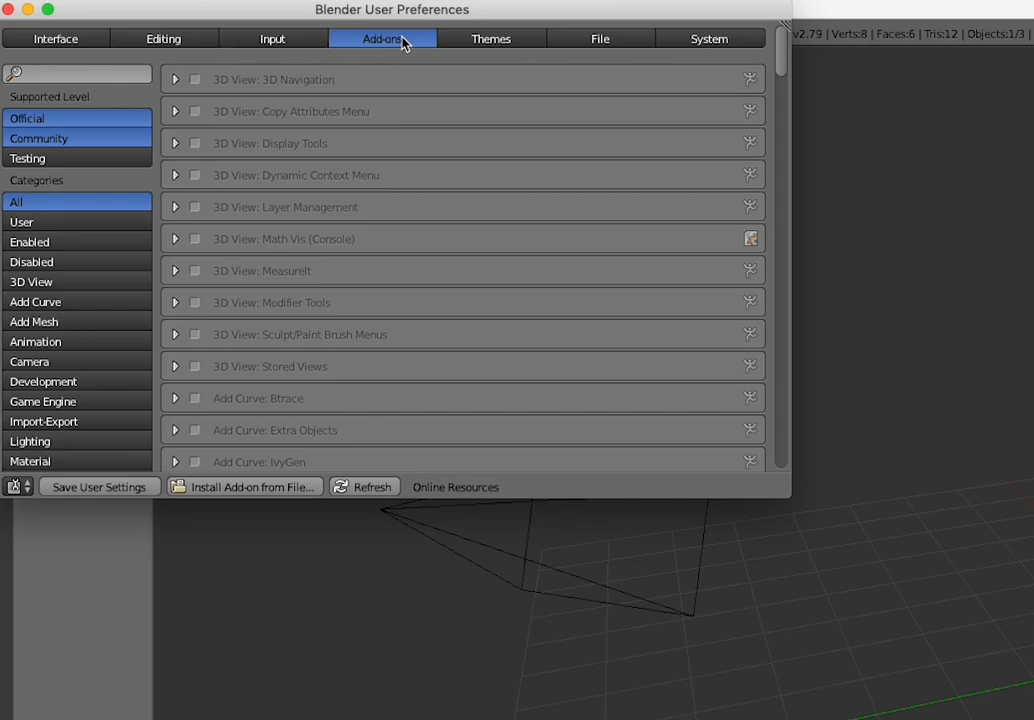 Blender User Preferences
Interface Editing Input Add-ons Themes File System
v2.79 | Verts:8 | Faces:6 | Tris:12 | Objects:1/3 |
Supported Level
Official
Community
Testing
Categories
All
User
Enabled
Disabled
3D View
Add Curve
Add Mesh
Animation
Camera
Development
Game Engine
Import-Export
Lighting
Material
3D View: 3D Navigation
3D View: Copy Attributes Menu
3D View: Display Tools
3D View: Dynamic Context Menu
3D View: Layer Management
3D View: Math Vis (Console)
3D View: MeasureIt
3D View: Modifier Tools
3D View: Sculpt/Paint Brush Menus
3D View: Stored Views
Add Curve: Btrace
Add Curve: Extra Objects
Add Curve: IvyGen
Save User Settings Install Add-on from File... Refresh Online Resources